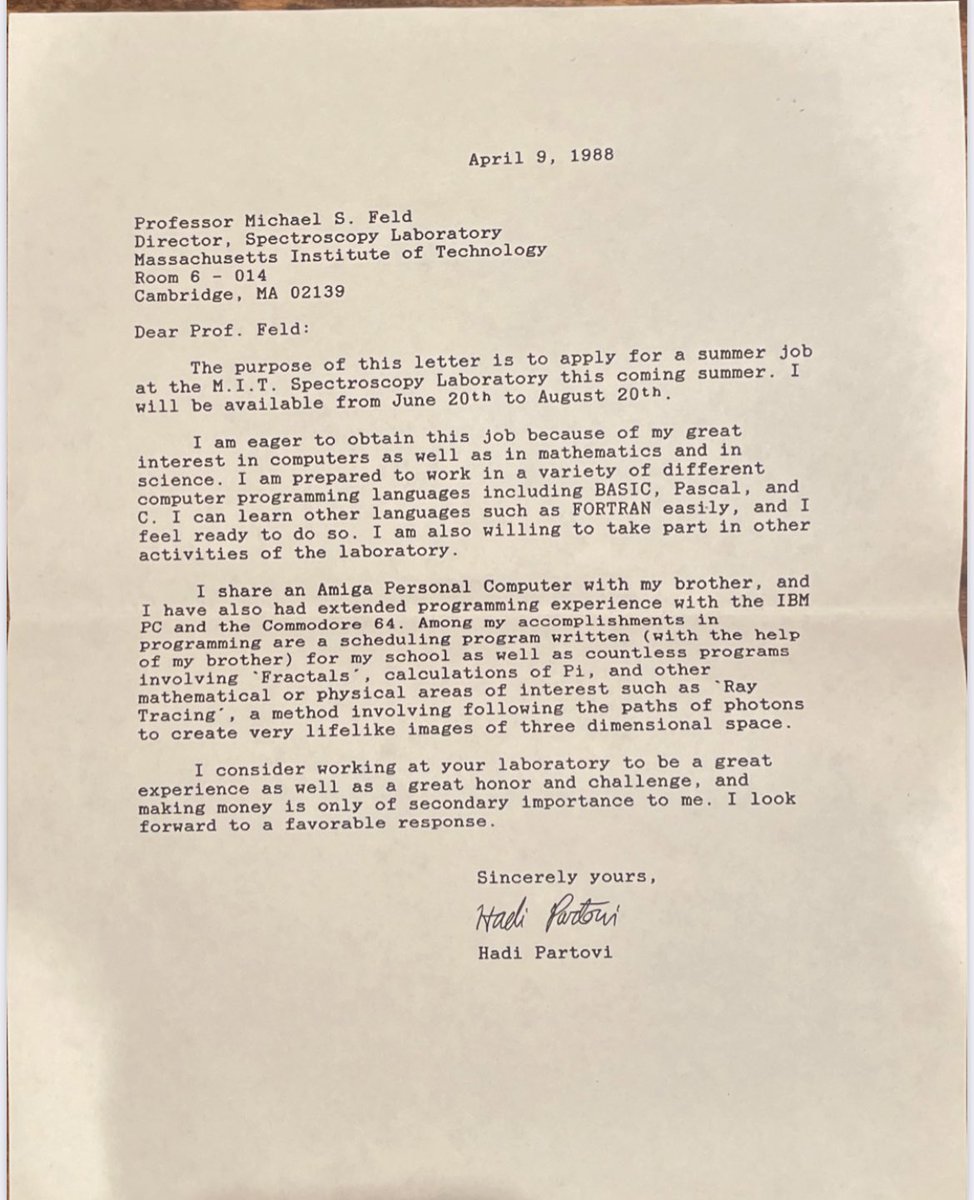 April 9, 1988
Professor Michael S. Feld
Director, Spectroscopy Laboratory
Massachusetts Institute of Technology
Room 6 - 014
Cambridge, MA 02139
Dear Prof. Feld:
The purpose of this letter is to apply for a summer job
at the M.I.T. Spectroscopy Laboratory this coming summer. I
will be available from June 20th to August 20th.
I am eager to obtain this job because of my great
interest in computers as well as in mathematics and in
science. I am prepared to work in a variety of different
computer programming languages including BASIC, Pascal, and
C. I can learn other languages such as FORTRAN easily, and I
feel ready to do so. I am also willing to take part in other
activities of the laboratory.
I share an Amiga Personal Computer with my brother, and
I have also had extended programming experience with the IBM
PC and the Commodore 64. Among my accomplishments in
programming are a scheduling program written (with the help
of my brother) for my school as well as countless programs
involving `Fractals´, calculations of Pi, and other
mathematical or physical areas of interest such as `Ray
Tracing´, a method involving following the paths of photons
to create very lifelike images of three dimensional space.
I consider working at your laboratory to be a great
experience as well as a great honor and challenge, and
making money is only of secondary importance to me. I look
forward to a favorable response.
Sincerely yours,
Hadi Partovi
Hadi Partovi